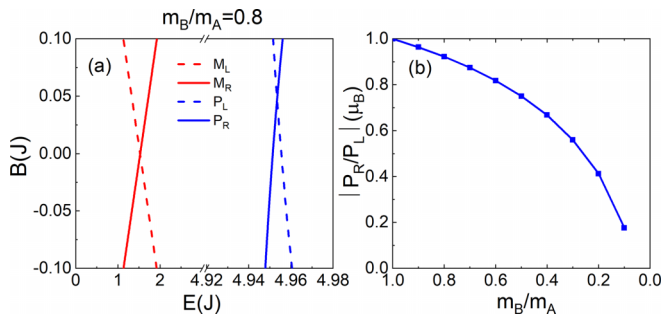 m_B/m_A=0.8
(a)
M_L
M_R
P_L
P_R
B(J)
0.10
0.05
0.00
-0.05
-0.10
0 1 2 4.92 4.94 4.96 4.98
E(J)
(b)
| P_R/P_L | (μ_B)
1.0
0.8
0.6
0.4
0.2
0.0
1.0 0.8 0.6 0.4 0.2 0.0
m_B/m_A